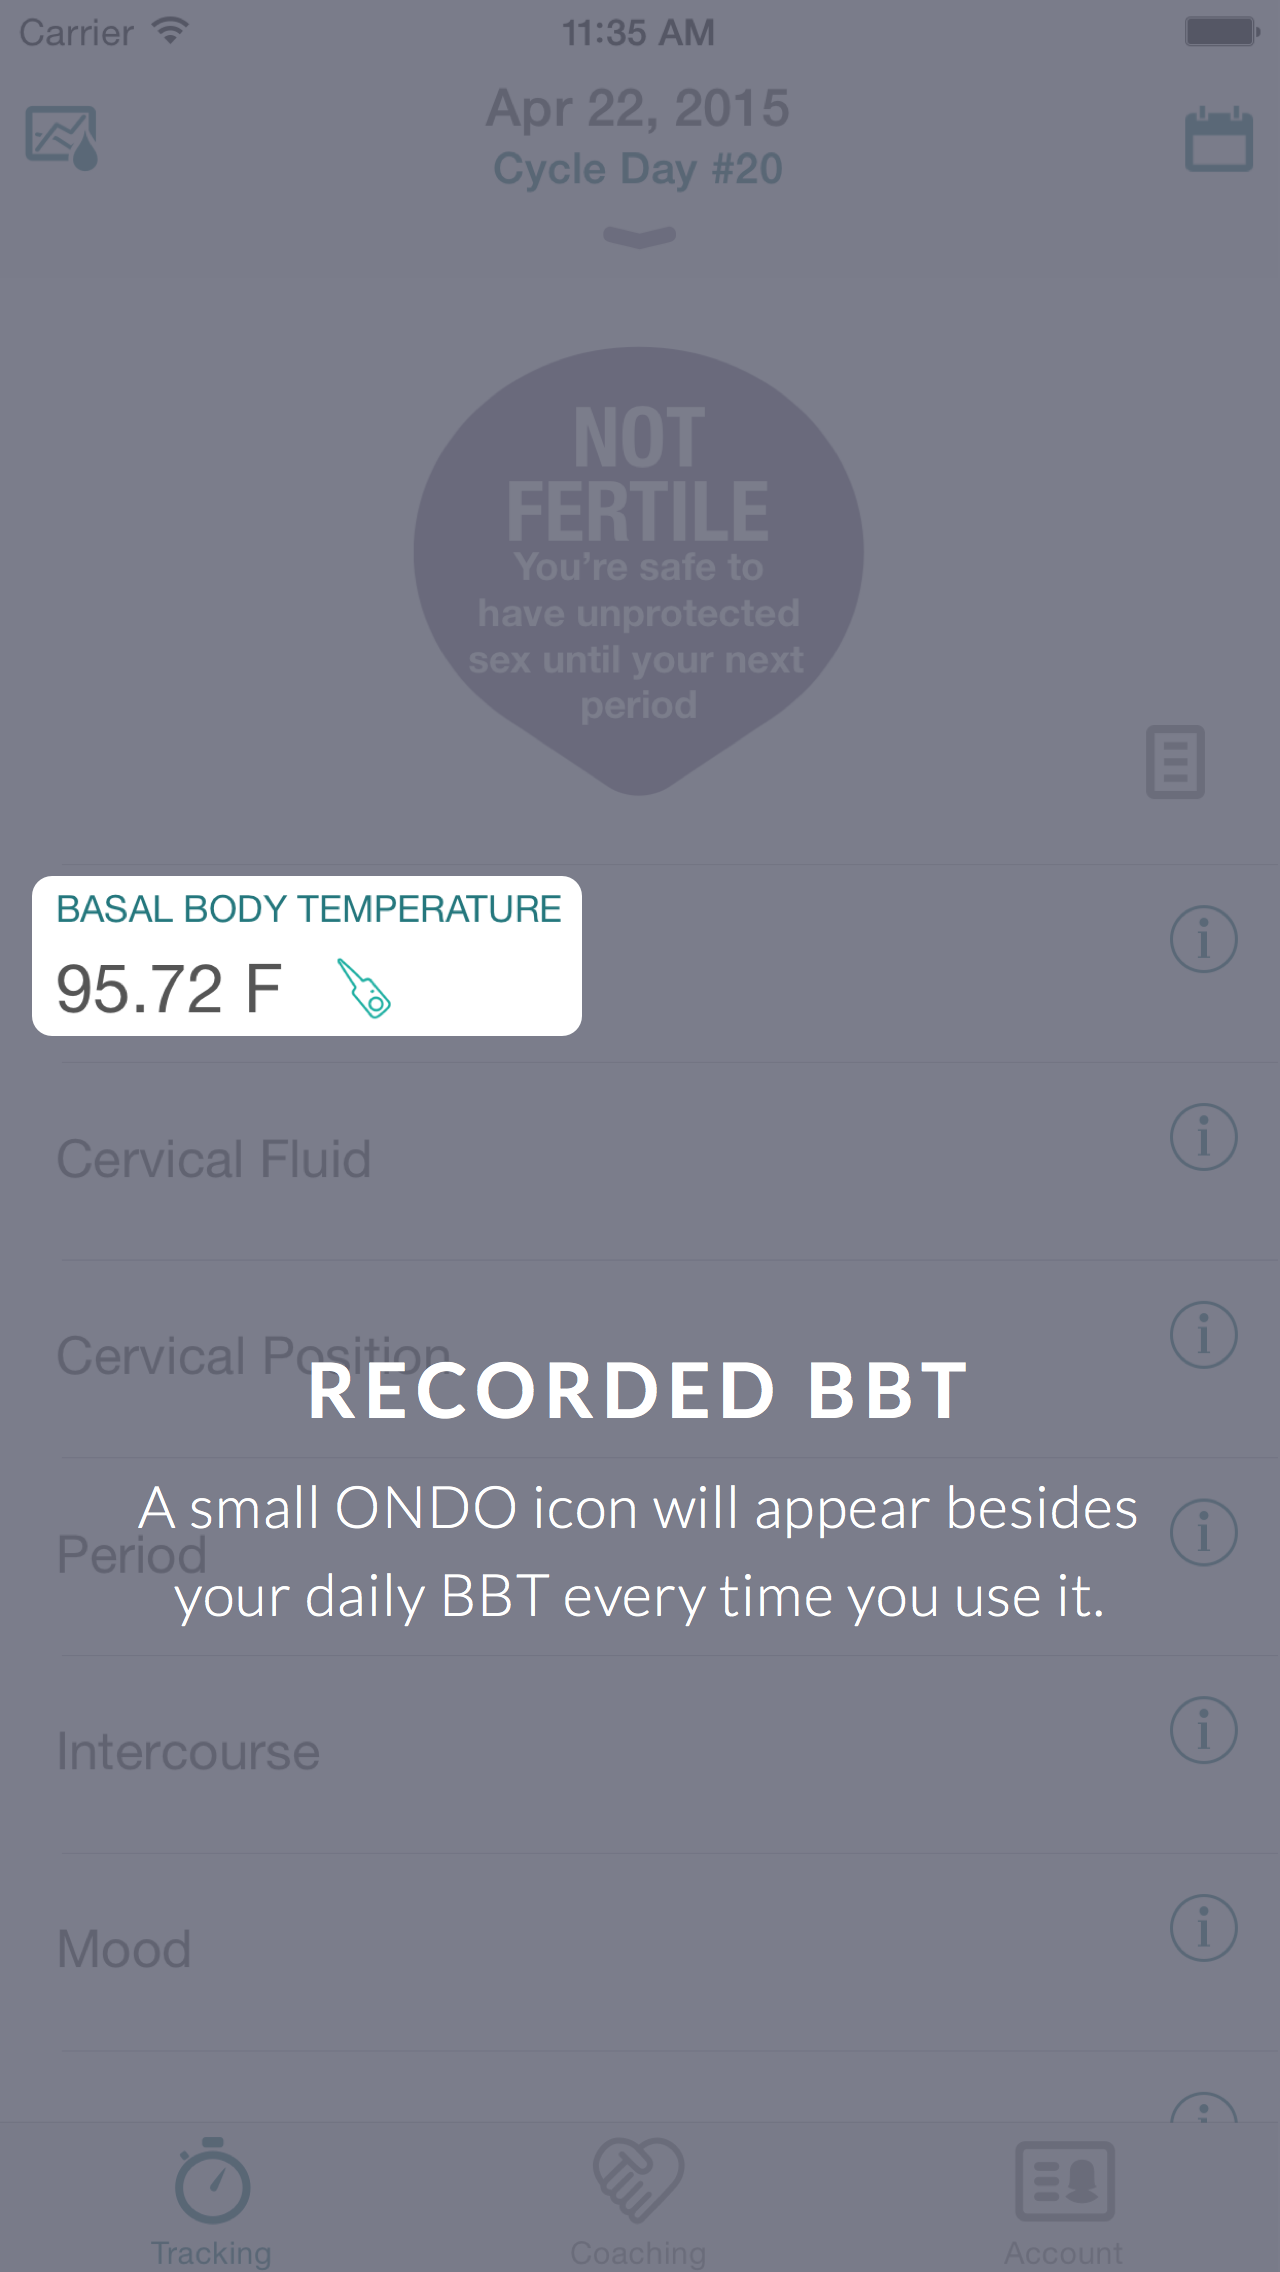 Carrier 11:35 AM
Apr 22, 2015
Cycle Day #20
NOT
FERTILE
You’re safe to
have unprotected
sex until your next
period
BASAL BODY TEMPERATURE
95.72 F
Cervical Fluid
Cervical Position
RECORDED BBT
A small ONDO icon will appear besides
Period
your daily BBT every time you use it.
Intercourse
Mood
Tracking Coaching Account